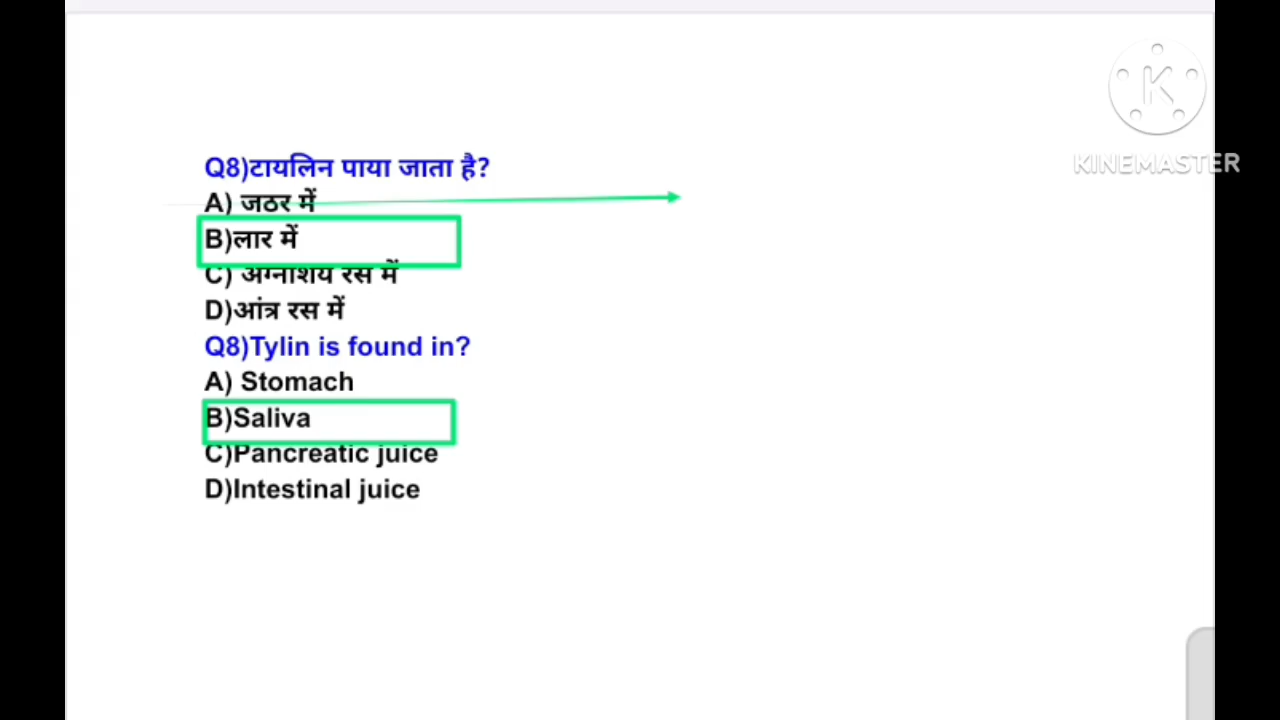 Q8)टायलिन पाया जाता है?
A) जठर में
B)लार में
C) अग्नाशय रस में
D)आंत्र रस में
Q8)Tylin is found in?
A) Stomach
B)Saliva
C)Pancreatic juice
D)Intestinal juice
K
KINEMASTER